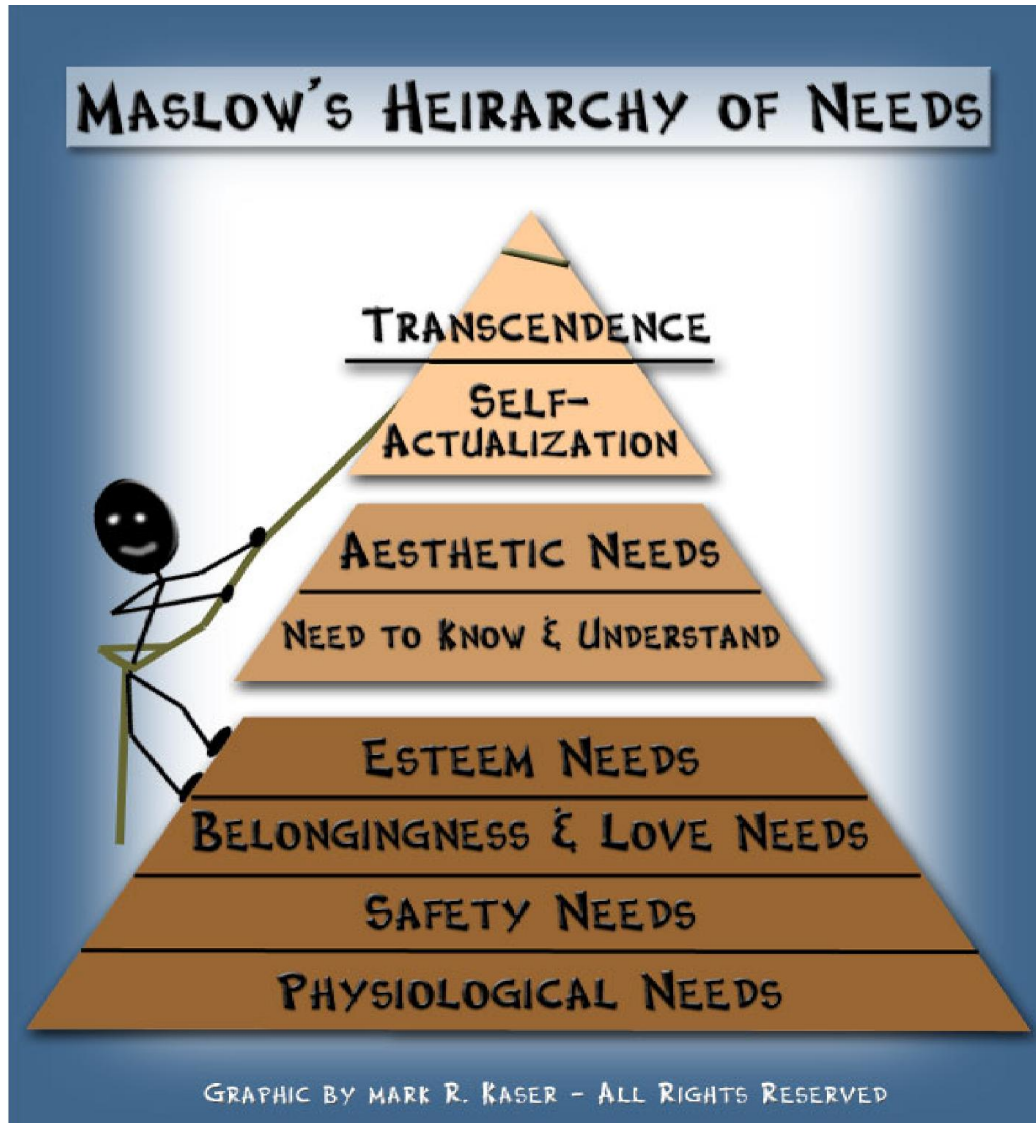 Maslow's Heirarchy of Needs
Transcendence
Self-
Actualization
Aesthetic Needs
Need to Know & Understand
Esteem Needs
Belongingness & Love Needs
Safety Needs
Physiological Needs
Graphic by mark R. Kaser - All Rights Reserved